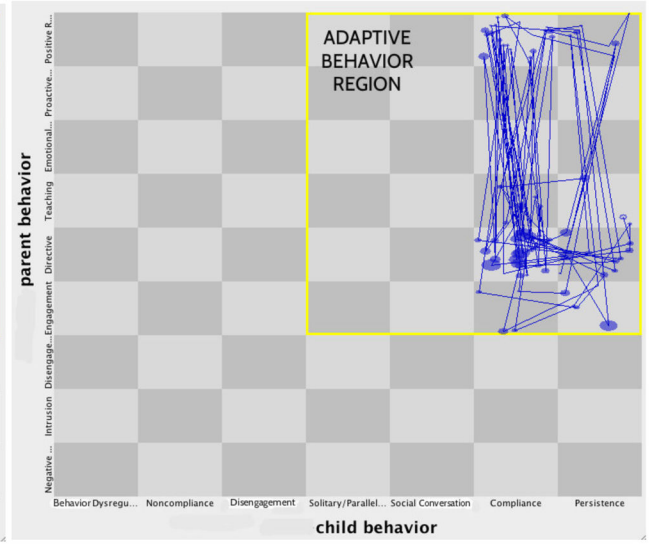 ADAPTIVE
BEHAVIOR
REGION
parent behavior
Positive R...
Proactive...
Emotional...
Teaching
Directive
Engagement
Disengage...
Intrusion
Negative ...
Behavior Dysregu...
Noncompliance
Disengagement
Solitary/Parallel...
Social Conversation
Compliance
Persistence
child behavior